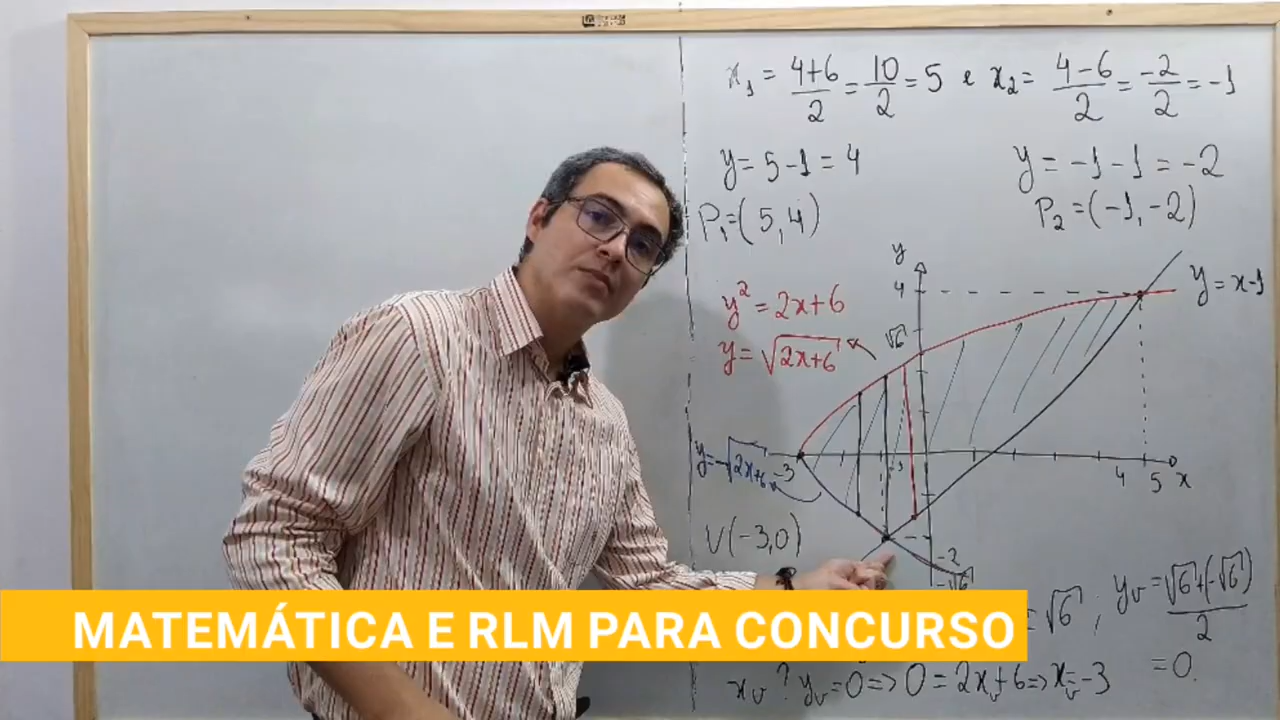 x₁ = 4+6/2 = 10/2 = 5 e x₂ = 4-6/2 = -2/2 = -1
y = 5-1 = 4
y = -1-1 = -2
P₁=(5,4)
P₂=(-1,-2)
y
4
y=x-1
y²=2x+6
y=√2x+6
√6
y=-√2x+6
-3
-1
4 5 x
V(-3,0)
-2
-√6
=√6; yᵥ=√6+(-√6)/2
=0.
MATEMÁTICA E RLM PARA CONCURSO
xᵥ? yᵥ=0 => 0=2xᵥ+6 => xᵥ=-3